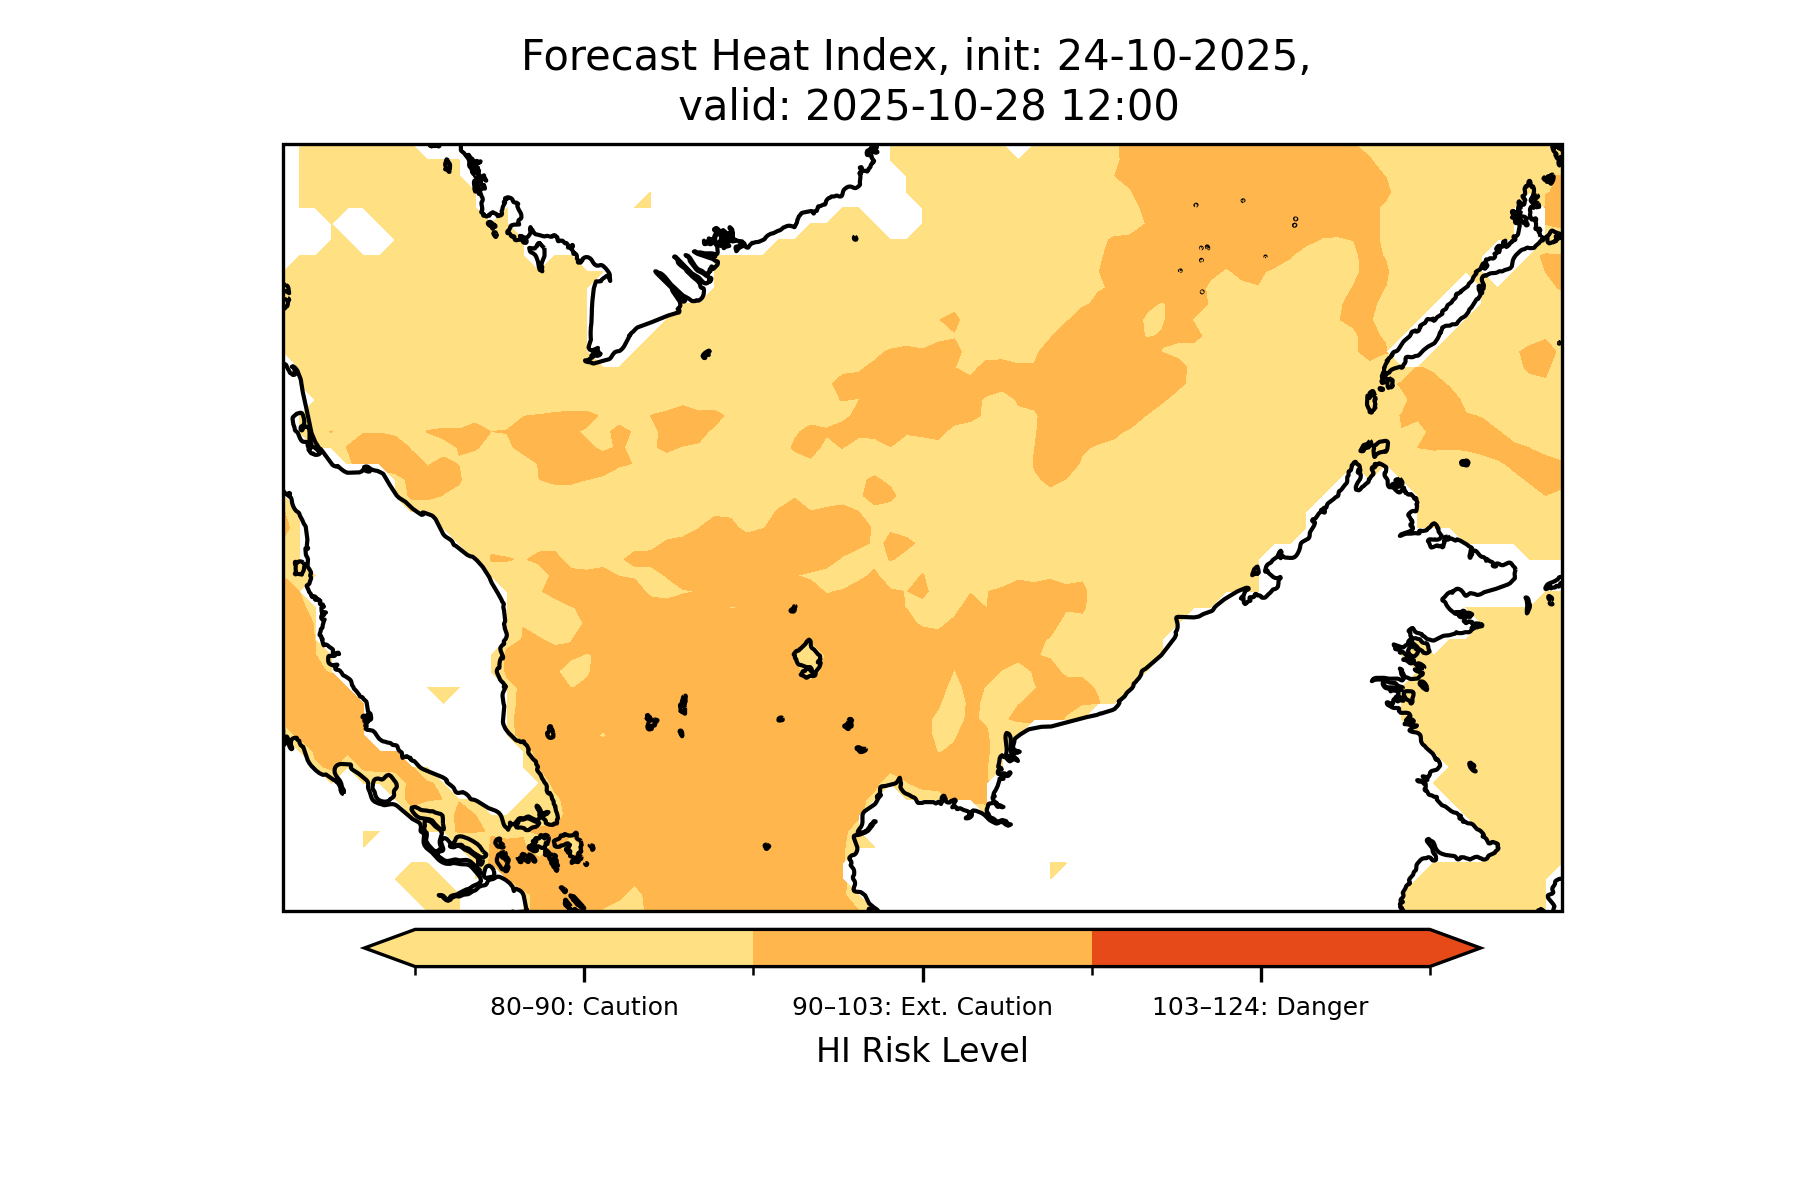 Forecast Heat Index, init: 24-10-2025,
valid: 2025-10-28 12:00
80–90: Caution
90–103: Ext. Caution
103–124: Danger
HI Risk Level